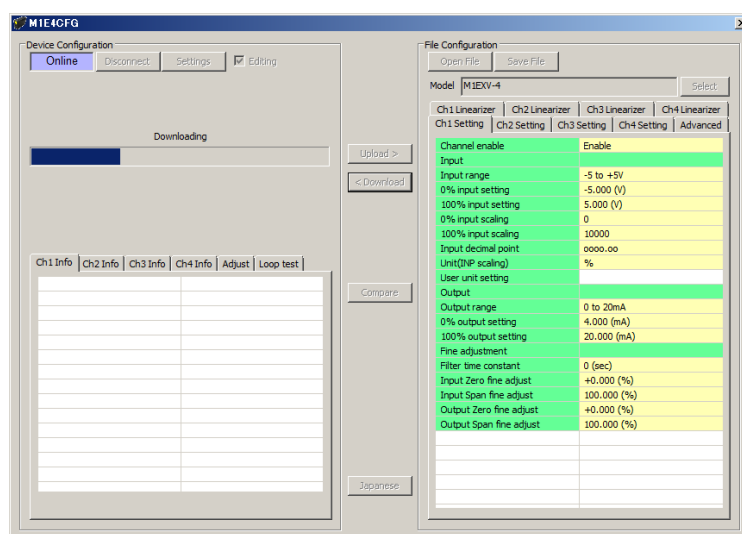 M1E4CFG
Device Configuration
Online Disconnect Settings Editing
Downloading
Ch1 Info Ch2 Info Ch3 Info Ch4 Info Adjust Loop test
Upload >
< Download
Compare
Japanese
File Configuration
Open File Save File
Model M1EXV-4 Select
Ch1 Linearizer Ch2 Linearizer Ch3 Linearizer Ch4 Linearizer
Ch1 Setting Ch2 Setting Ch3 Setting Ch4 Setting Advanced
Channel enable Enable
Input
Input range -5 to +5V
0% input setting -5.000 (V)
100% input setting 5.000 (V)
0% input scaling 0
100% input scaling 10000
Input decimal point oooo.oo
Unit(INP scaling) %
User unit setting
Output
Output range 0 to 20mA
0% output setting 4.000 (mA)
100% output setting 20.000 (mA)
Fine adjustment
Filter time constant 0 (sec)
Input Zero fine adjust +0.000 (%)
Input Span fine adjust 100.000 (%)
Output Zero fine adjust +0.000 (%)
Output Span fine adjust 100.000 (%)